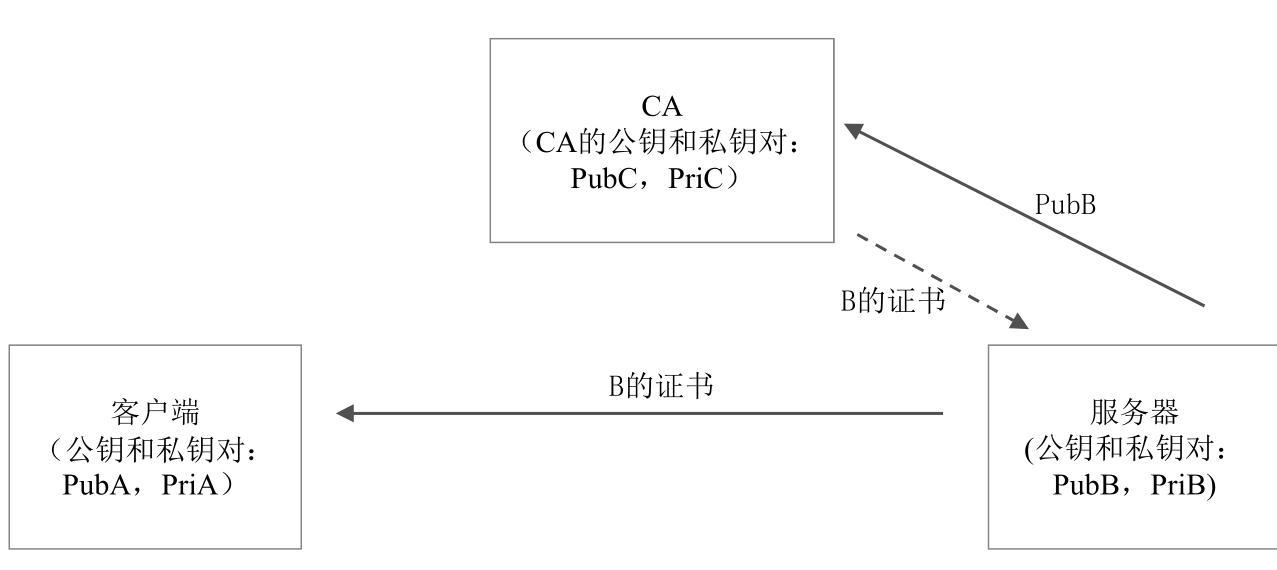 CA
（CA的公钥和私钥对：
PubC，PriC）
PubB
B的证书
B的证书
客户端
（公钥和私钥对：
PubA，PriA）
服务器
(公钥和私钥对：
PubB，PriB)